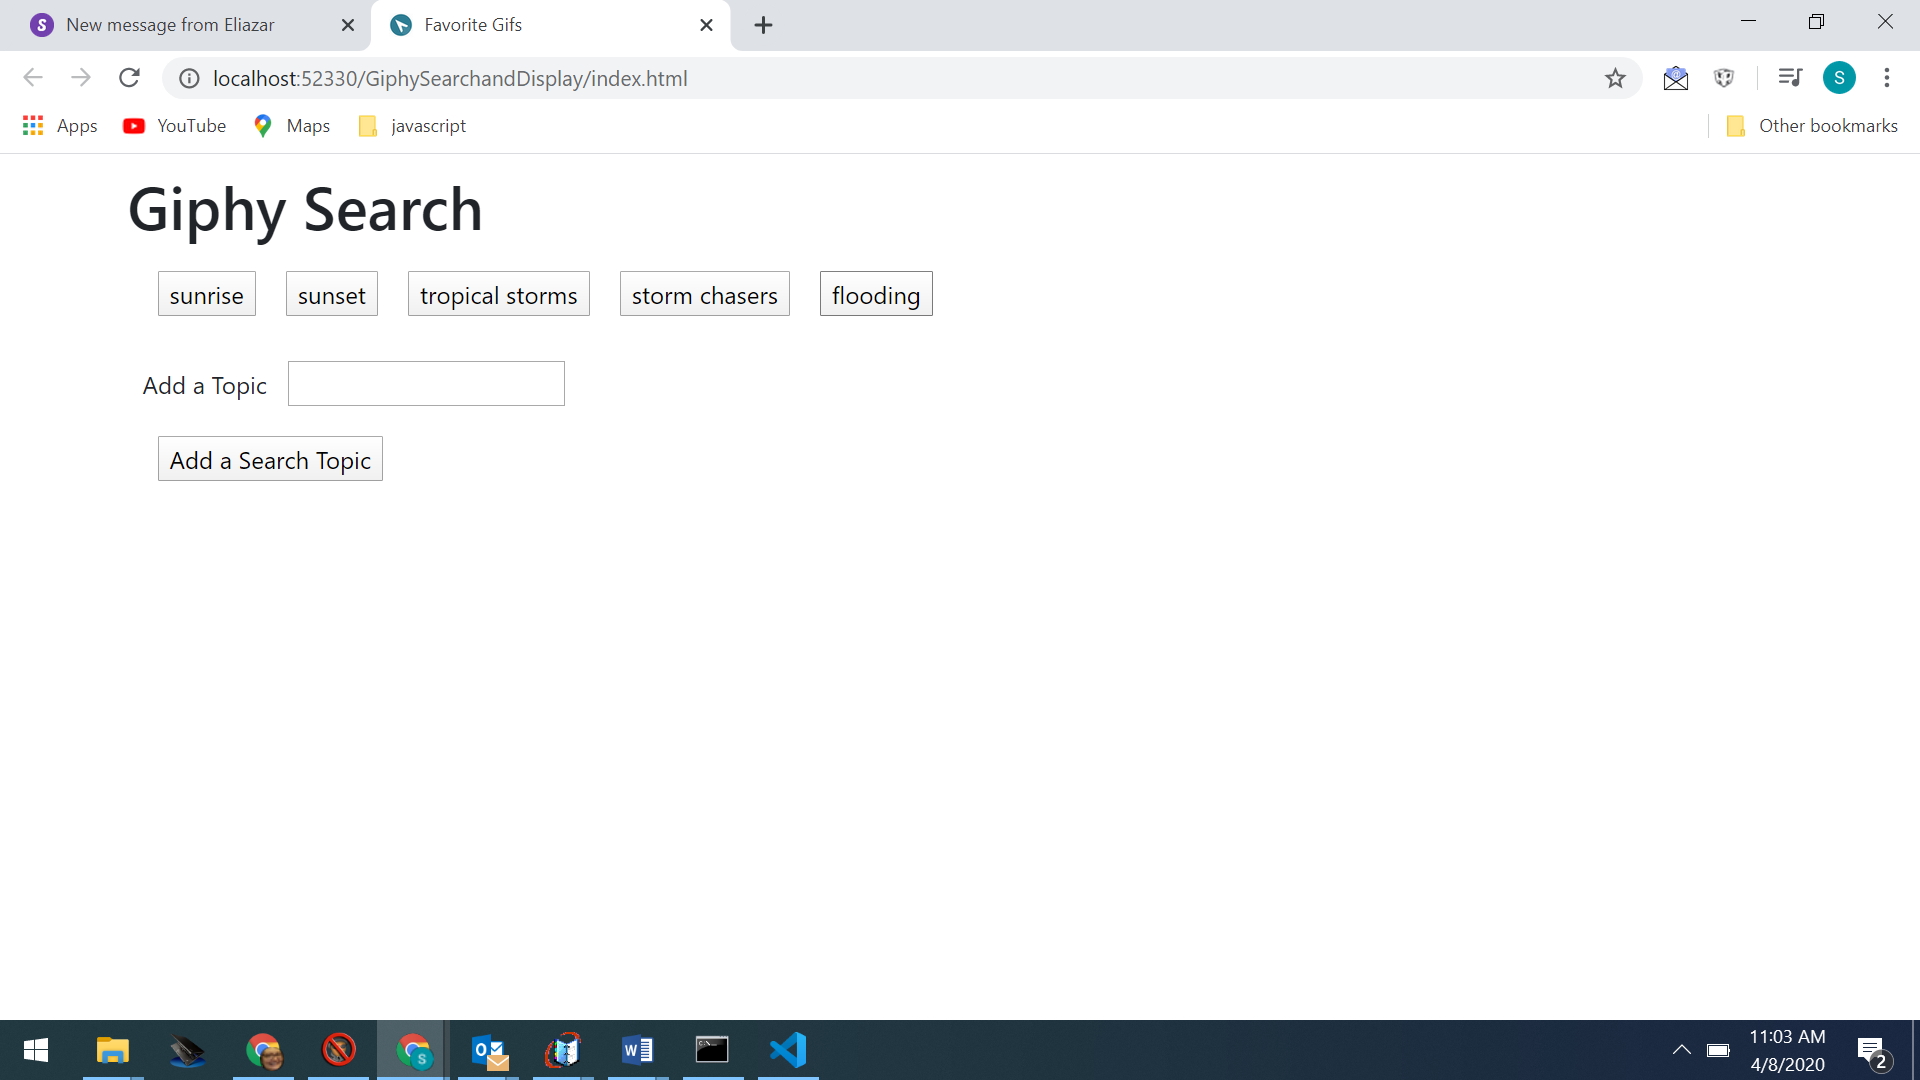 New message from Eliazar
Favorite Gifs
localhost:52330/GiphySearchandDisplay/index.html
S
Apps
YouTube
Maps
javascript
Other bookmarks
Giphy Search
sunrise
sunset
tropical storms
storm chasers
flooding
Add a Topic
Add a Search Topic
S
11:03 AM
4/8/2020
2